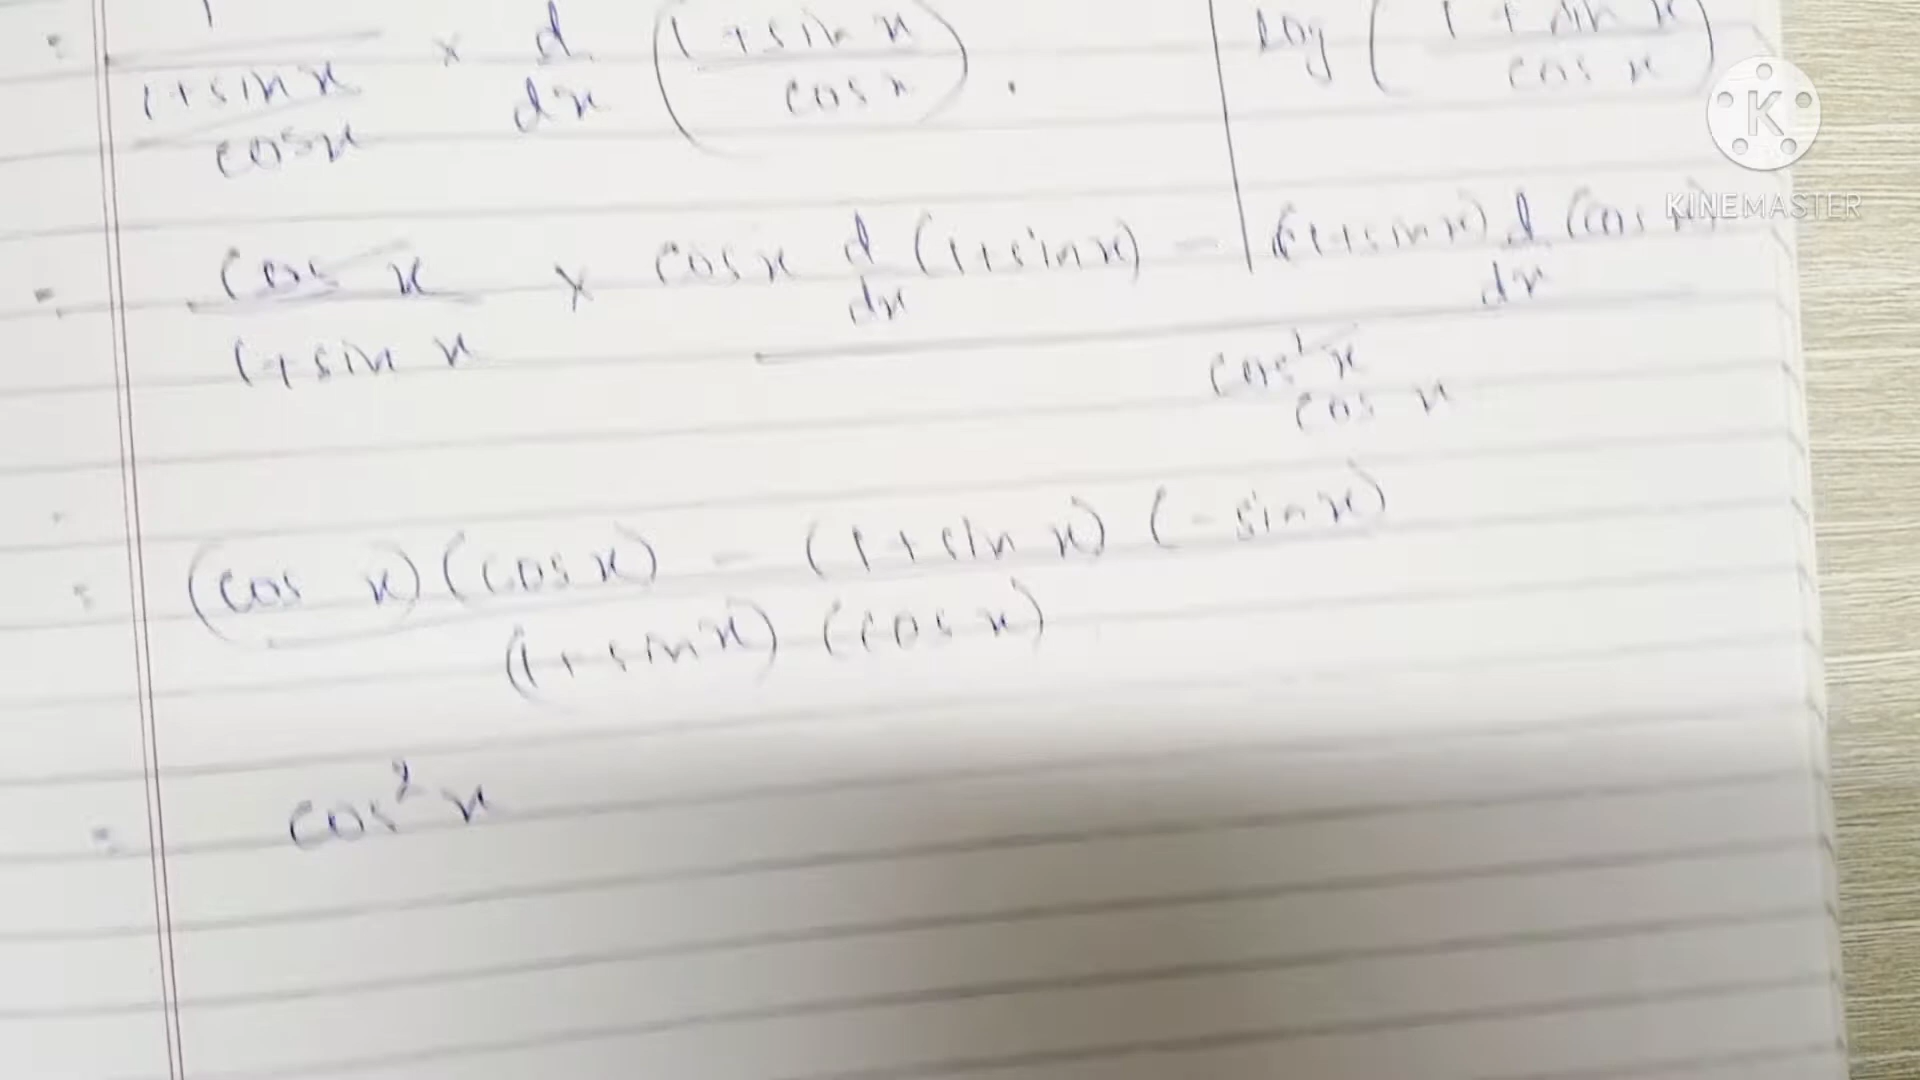 = 1 / (1+sin x / cos x) × d/dx (1+sin x / cos x) .
log (1 + sin x / cos x)
KINEMASTER
= cos x / 1+sin x × cos x d/dx (1+sin x) - (1+sin x) d/dx (cos x)
cos² x
cos x
= (cos x) (cos x) - (1+sin x) (-sin x)
(1+sin x) (cos x)
= cos² x